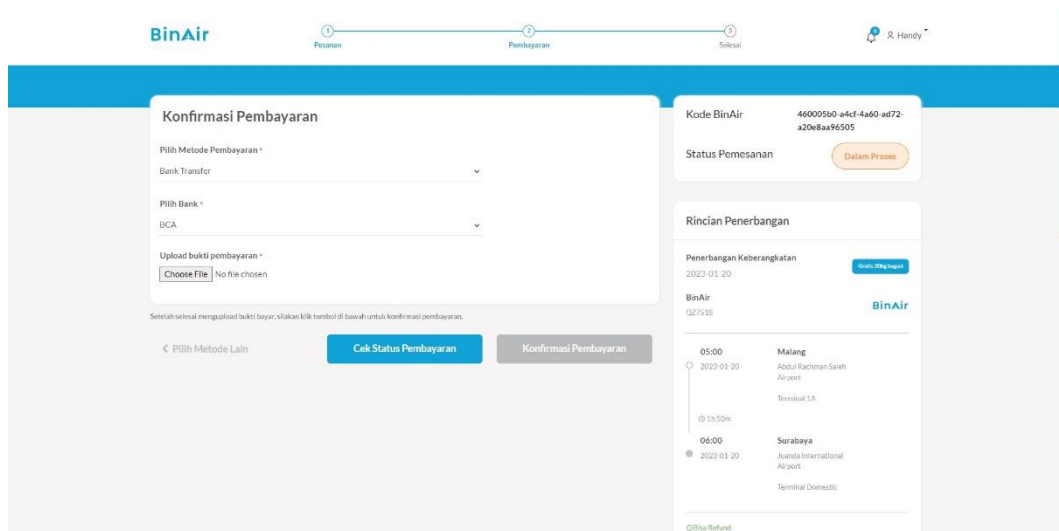 BinAir
1
Pesanan
2
Pembayaran
3
Selesai
Handy
Konfirmasi Pembayaran
Pilih Metode Pembayaran *
Bank Transfer
Pilih Bank *
BCA
Upload bukti pembayaran *
Choose File No file chosen
Setelah selesai mengupload bukti bayar, silakan klik tombol di bawah untuk konfirmasi pembayaran.
Pilih Metode Lain
Cek Status Pembayaran
Konfirmasi Pembayaran
Kode BinAir
460005b0-a4cf-4a60-ad72-
a20e8aa96505
Status Pemesanan
Dalam Proses
Rincian Penerbangan
Penerbangan Keberangkatan
2023-01-20
Gratis 20kg bagasi
BinAir
QZ7518
BinAir
05:00
2023-01-20
Malang
Abdul Rachman Saleh
Airport
Terminal 1A
1h 50m
06:00
2023-01-20
Surabaya
Juanda International
Airport
Terminal Domestic
Bisa Refund